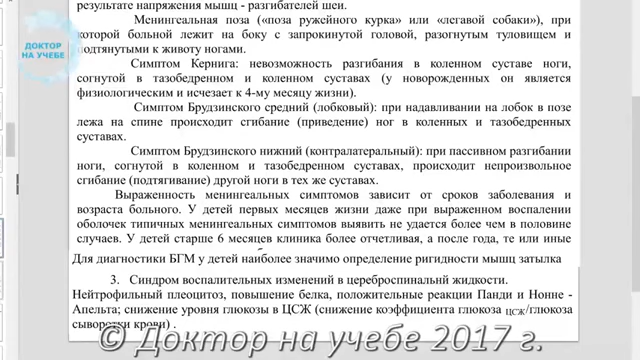 результате напряжения мышц - разгибателей шеи.
Менингеальная поза («поза ружейного курка» или «легавой собаки»), при
которой больной лежит на боку с запрокинутой головой, разогнутым туловищем и
подтянутыми к животу ногами.
Симптом Кернига: невозможность разгибания в коленном суставе ноги,
согнутой в тазобедренном и коленном суставах (у новорожденных он является
физиологическим и исчезает к 4-му месяцу жизни).
Симптом Брудзинского средний (лобковый): при надавливании на лобок в позе
лежа на спине происходит сгибание (приведение) ног в коленных и тазобедренных
суставах.
Симптом Брудзинского нижний (контралатеральный): при пассивном разгибании
ноги, согнутой в коленном и тазобедренном суставах, происходит непроизвольное
сгибание (подтягивание) другой ноги в тех же суставах.
Выраженность менингеальных симптомов зависит от сроков заболевания и
возраста больного. У детей первых месяцев жизни даже при выраженном воспалении
оболочек типичных менингеальных симптомов выявить не удается более чем в половине
случаев. У детей старше 6 месяцев клиника более отчетливая, а после года, те или иные
Для диагностики БГМ у детей наиболее значимо определение ригидности мышц затылка
3. Синдром воспалительных изменений в цереброспинальнй жидкости.
Нейтрофильный плеоцитоз, повышение белка, положительные реакции Панди и Нонне -
Апельта; снижение уровня глюкозы в ЦСЖ (снижение коэффициента глюкоза ЦСЖ/глюкоза
сыворотки крови) .
ДОКТОР
НА УЧЕБЕ
© Доктор на учебе 2017 г.